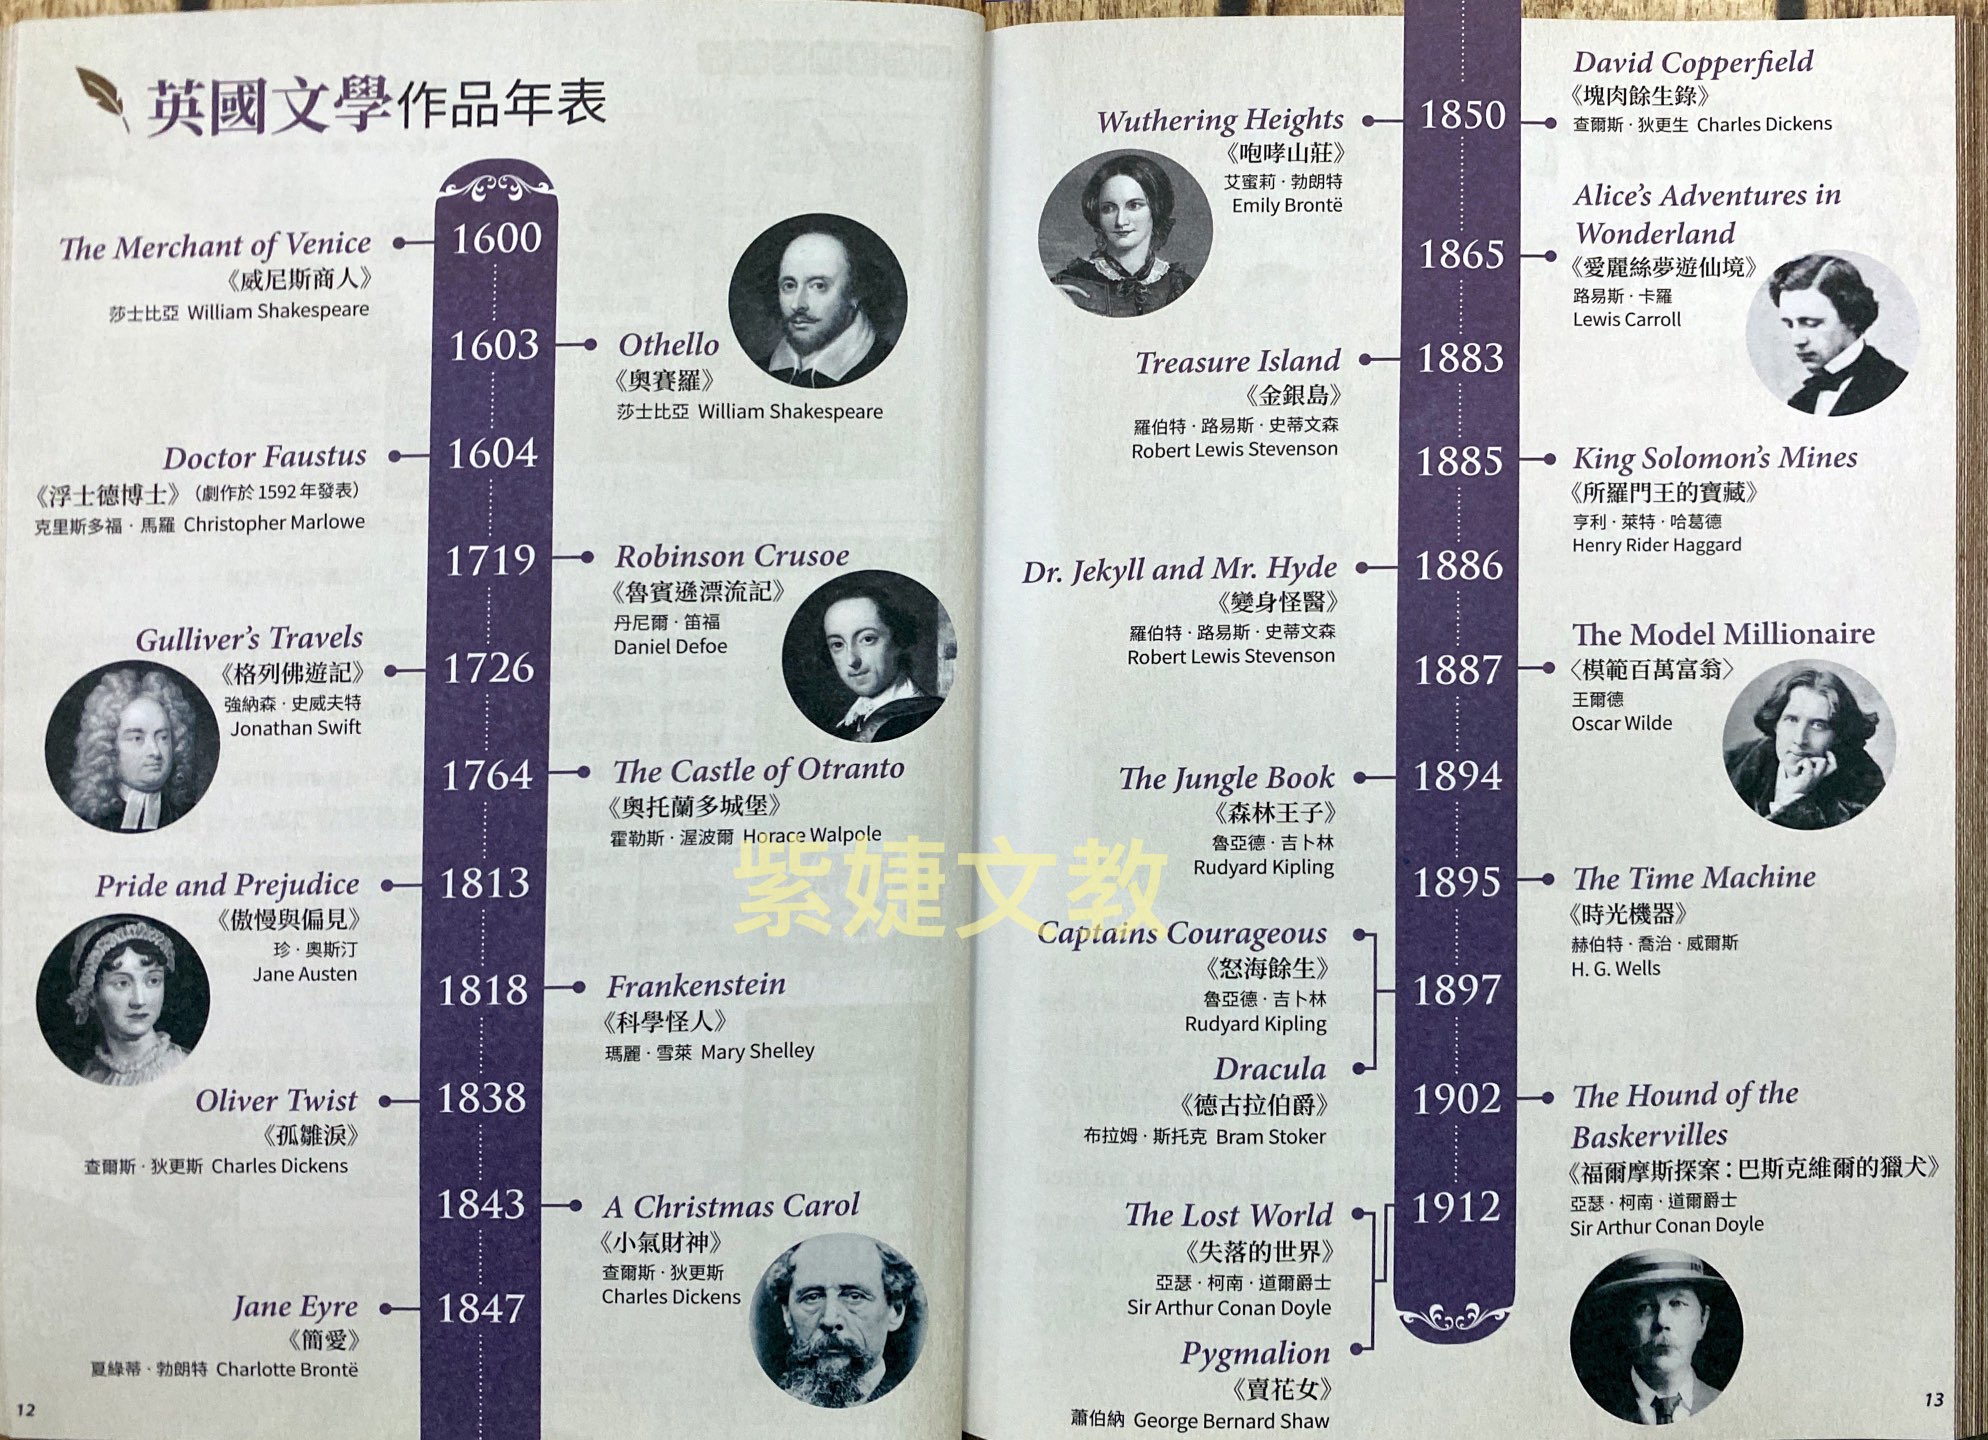 英國文學作品年表
1600
The Merchant of Venice
《威尼斯商人》
莎士比亞 William Shakespeare
1603
Othello
《奧賽羅》
莎士比亞 William Shakespeare
1604
Doctor Faustus
《浮士德博士》（劇作於 1592 年發表）
克里斯多福·馬羅 Christopher Marlowe
1719
Robinson Crusoe
《魯賓遜漂流記》
丹尼爾·笛福
Daniel Defoe
1726
Gulliver's Travels
《格列佛遊記》
強納森·史威夫特
Jonathan Swift
1764
The Castle of Otranto
《奧托蘭多城堡》
霍勒斯·渥波爾 Horace Walpole
1813
Pride and Prejudice
《傲慢與偏見》
珍·奧斯汀
Jane Austen
1818
Frankenstein
《科學怪人》
瑪麗·雪萊 Mary Shelley
1838
Oliver Twist
《孤雛淚》
查爾斯·狄更斯 Charles Dickens
1843
A Christmas Carol
《小氣財神》
查爾斯·狄更斯
Charles Dickens
1847
Jane Eyre
《簡愛》
夏綠蒂·勃朗特 Charlotte Brontë
12
紫婕文教
1850
Wuthering Heights
《咆哮山莊》
艾蜜莉·勃朗特
Emily Brontë
David Copperfield
《塊肉餘生錄》
查爾斯·狄更生 Charles Dickens
1865
Alice's Adventures in
Wonderland
《愛麗絲夢遊仙境》
路易斯·卡羅
Lewis Carroll
1883
Treasure Island
《金銀島》
羅伯特·路易斯·史蒂文森
Robert Lewis Stevenson
1885
King Solomon's Mines
《所羅門王的寶藏》
亨利·萊特·哈葛德
Henry Rider Haggard
1886
Dr. Jekyll and Mr. Hyde
《變身怪醫》
羅伯特·路易斯·史蒂文森
Robert Lewis Stevenson
1887
The Model Millionaire
〈模範百萬富翁〉
王爾德
Oscar Wilde
1894
The Jungle Book
《森林王子》
魯亞德·吉卜林
Rudyard Kipling
1895
The Time Machine
《時光機器》
赫伯特·喬治·威爾斯
H. G. Wells
1897
Captains Courageous
《怒海餘生》
魯亞德·吉卜林
Rudyard Kipling
Dracula
《德古拉伯爵》
布拉姆·斯托克 Bram Stoker
1902
The Hound of the
Baskervilles
《福爾摩斯探案：巴斯克維爾的獵犬》
亞瑟·柯南·道爾爵士
Sir Arthur Conan Doyle
1912
The Lost World
《失落的世界》
亞瑟·柯南·道爾爵士
Sir Arthur Conan Doyle
Pygmalion
《賣花女》
蕭伯納 George Bernard Shaw
13